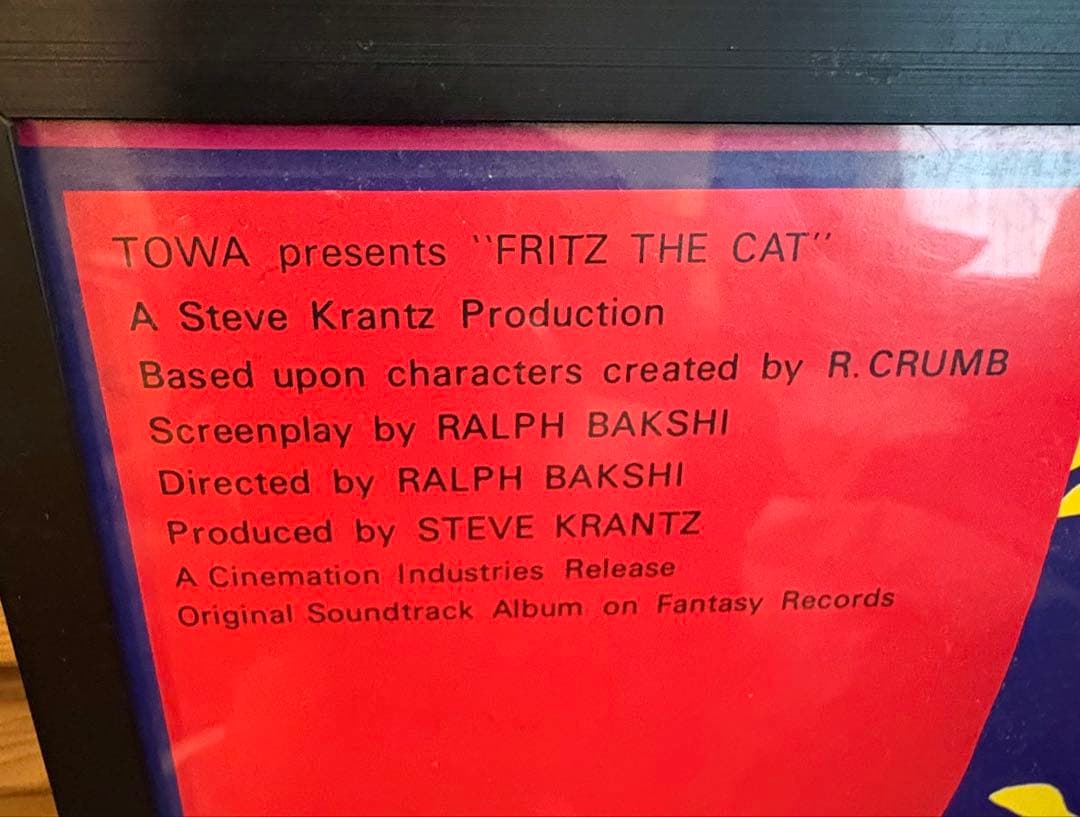 TOWA presents "FRITZ THE CAT"
A Steve Krantz Production
Based upon characters created by R.CRUMB
Screenplay by RALPH BAKSHI
Directed by RALPH BAKSHI
Produced by STEVE KRANTZ
A Cinemation Industries Release
Original Soundtrack Album on Fantasy Records